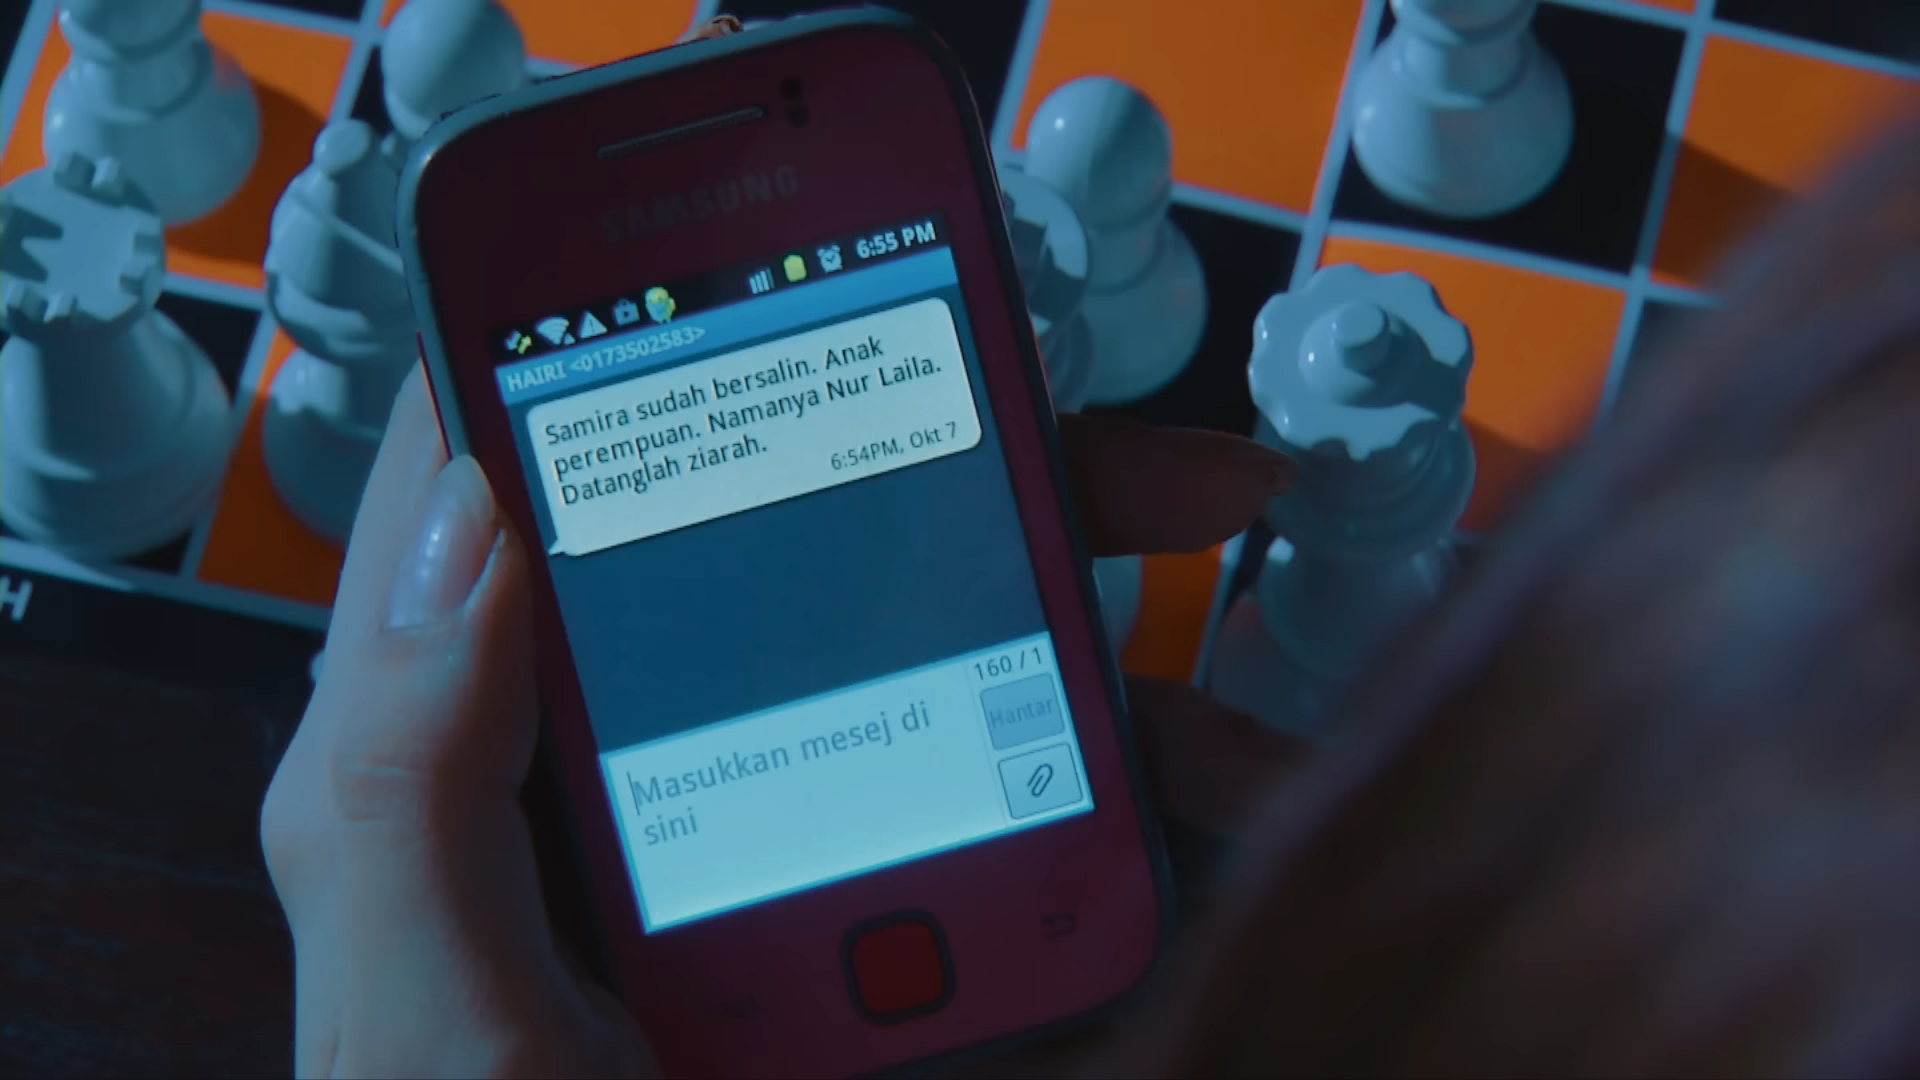 SAMSUNG
6:55 PM
HAIRI <0173502583>
Samira sudah bersalin. Anak
perempuan. Namanya Nur Laila.
Datanglah ziarah.
6:54PM, Okt 7
160 / 1
Hantar
Masukkan mesej di
sini
H